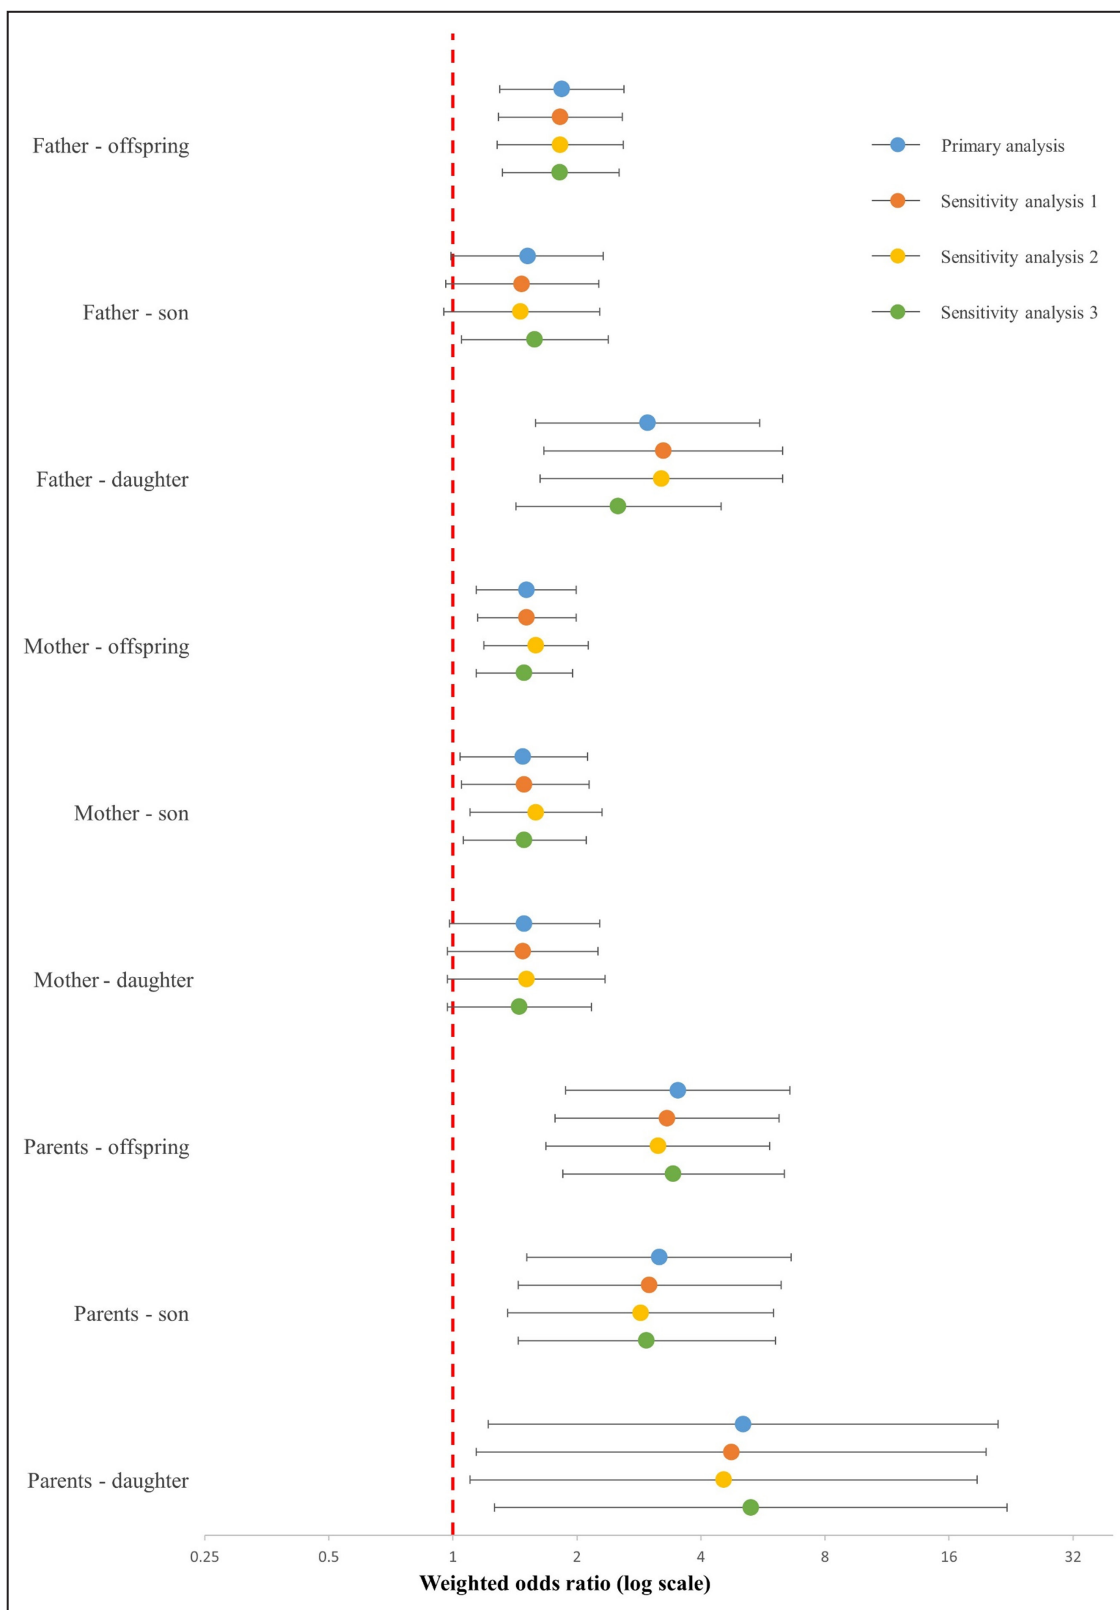 Father - offspring
Primary analysis
Sensitivity analysis 1
Sensitivity analysis 2
Sensitivity analysis 3
Father - son
Father - daughter
Mother - offspring
Mother - son
Mother - daughter
Parents - offspring
Parents - son
Parents - daughter
0.25 0.5 1 2 4 8 16 32
Weighted odds ratio (log scale)